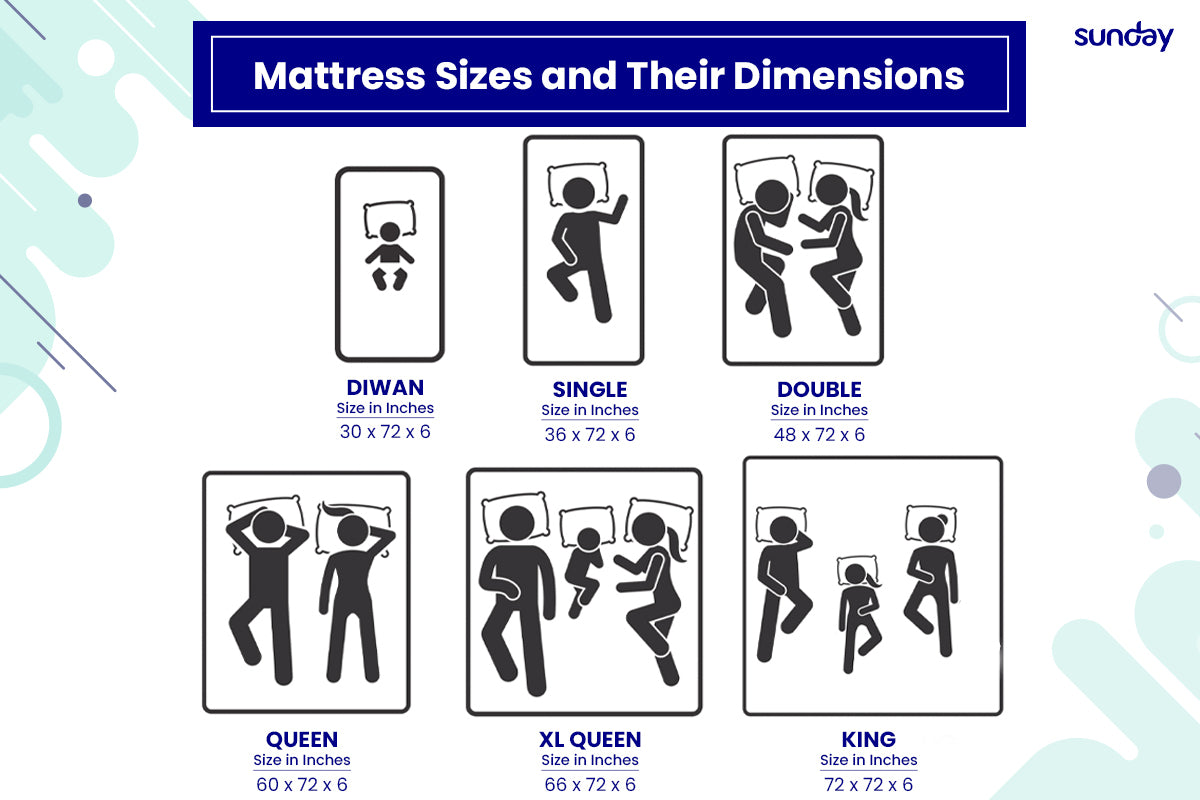 sunday
Mattress Sizes and Their Dimensions
DIWAN
Size in Inches
30 x 72 x 6
SINGLE
Size in Inches
36 x 72 x 6
DOUBLE
Size in Inches
48 x 72 x 6
QUEEN
Size in Inches
60 x 72 x 6
XL QUEEN
Size in Inches
66 x 72 x 6
KING
Size in Inches
72 x 72 x 6